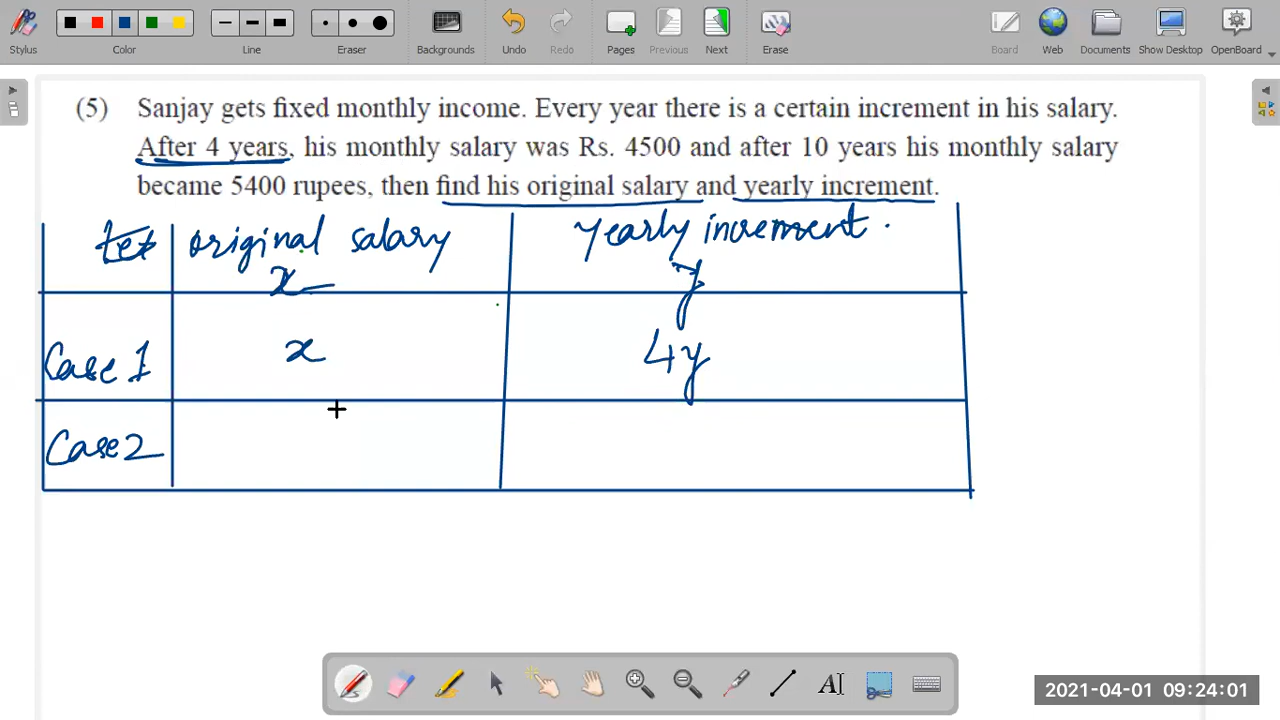 Stylus Color Line Eraser Backgrounds Undo Redo Pages Previous Next Erase Board Web Documents Show Desktop OpenBoard
(5) Sanjay gets fixed monthly income. Every year there is a certain increment in his salary.
After 4 years, his monthly salary was Rs. 4500 and after 10 years his monthly salary
became 5400 rupees, then find his original salary and yearly increment.
original salary yearly increment.
x y
Case 1 x 4y
Case 2
2021-04-01 09:24:01